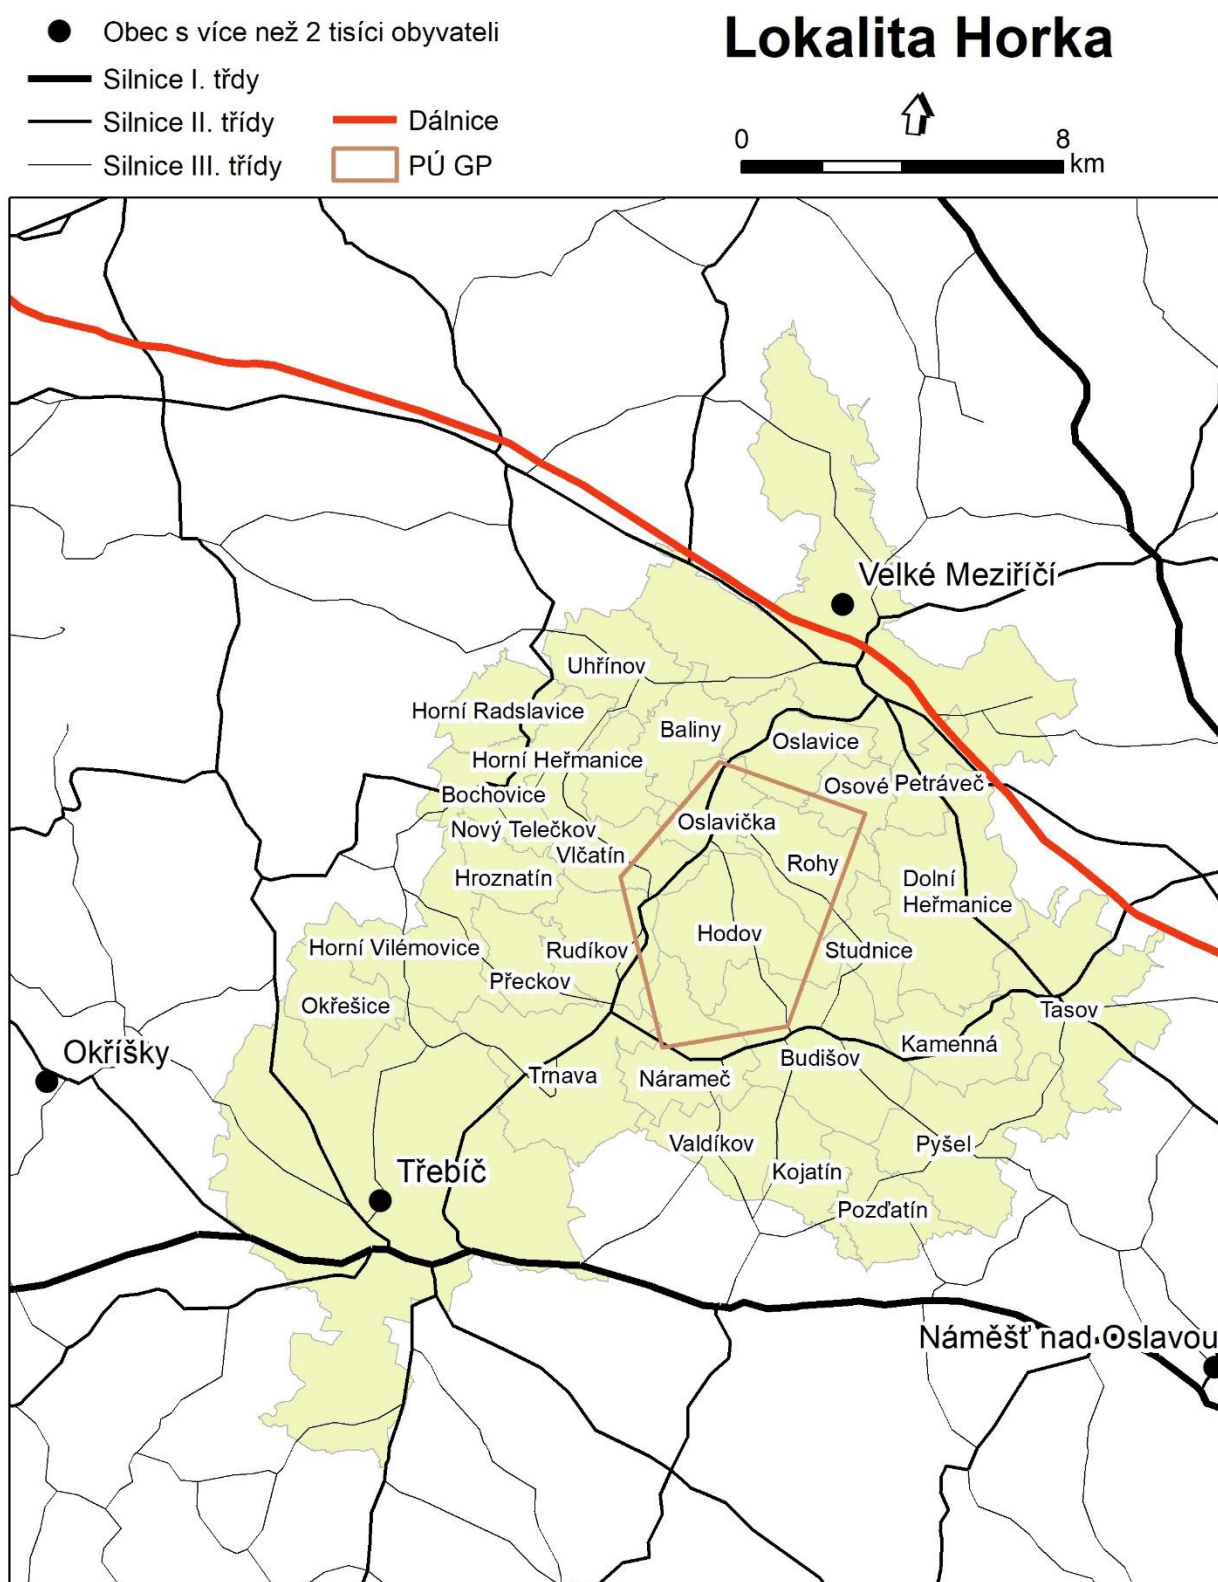 Obec s více než 2 tisíci obyvateli
Lokalita Horka
Silnice I. třdy
Silnice II. třídy
Dálnice
0 8
km
Silnice III. třídy
PÚ GP
Velké Meziříčí
Uhřínov
Horní Radslavice
Baliny
Oslavice
Horní Heřmanice
Osové
Petráveč
Bochovice
Nový Telečkov
Oslavička
Vlčatín
Rohy
Hroznatín
Dolní
Heřmanice
Hodov
Horní Vilémovice
Rudíkov
Studnice
Přeckov
Okřešice
Tasov
Okříšky
Kamenná
Budišov
Trnava
Nárameč
Valdíkov
Pyšel
Třebíč
Kojatín
Pozďatín
Náměšť nad Oslavou